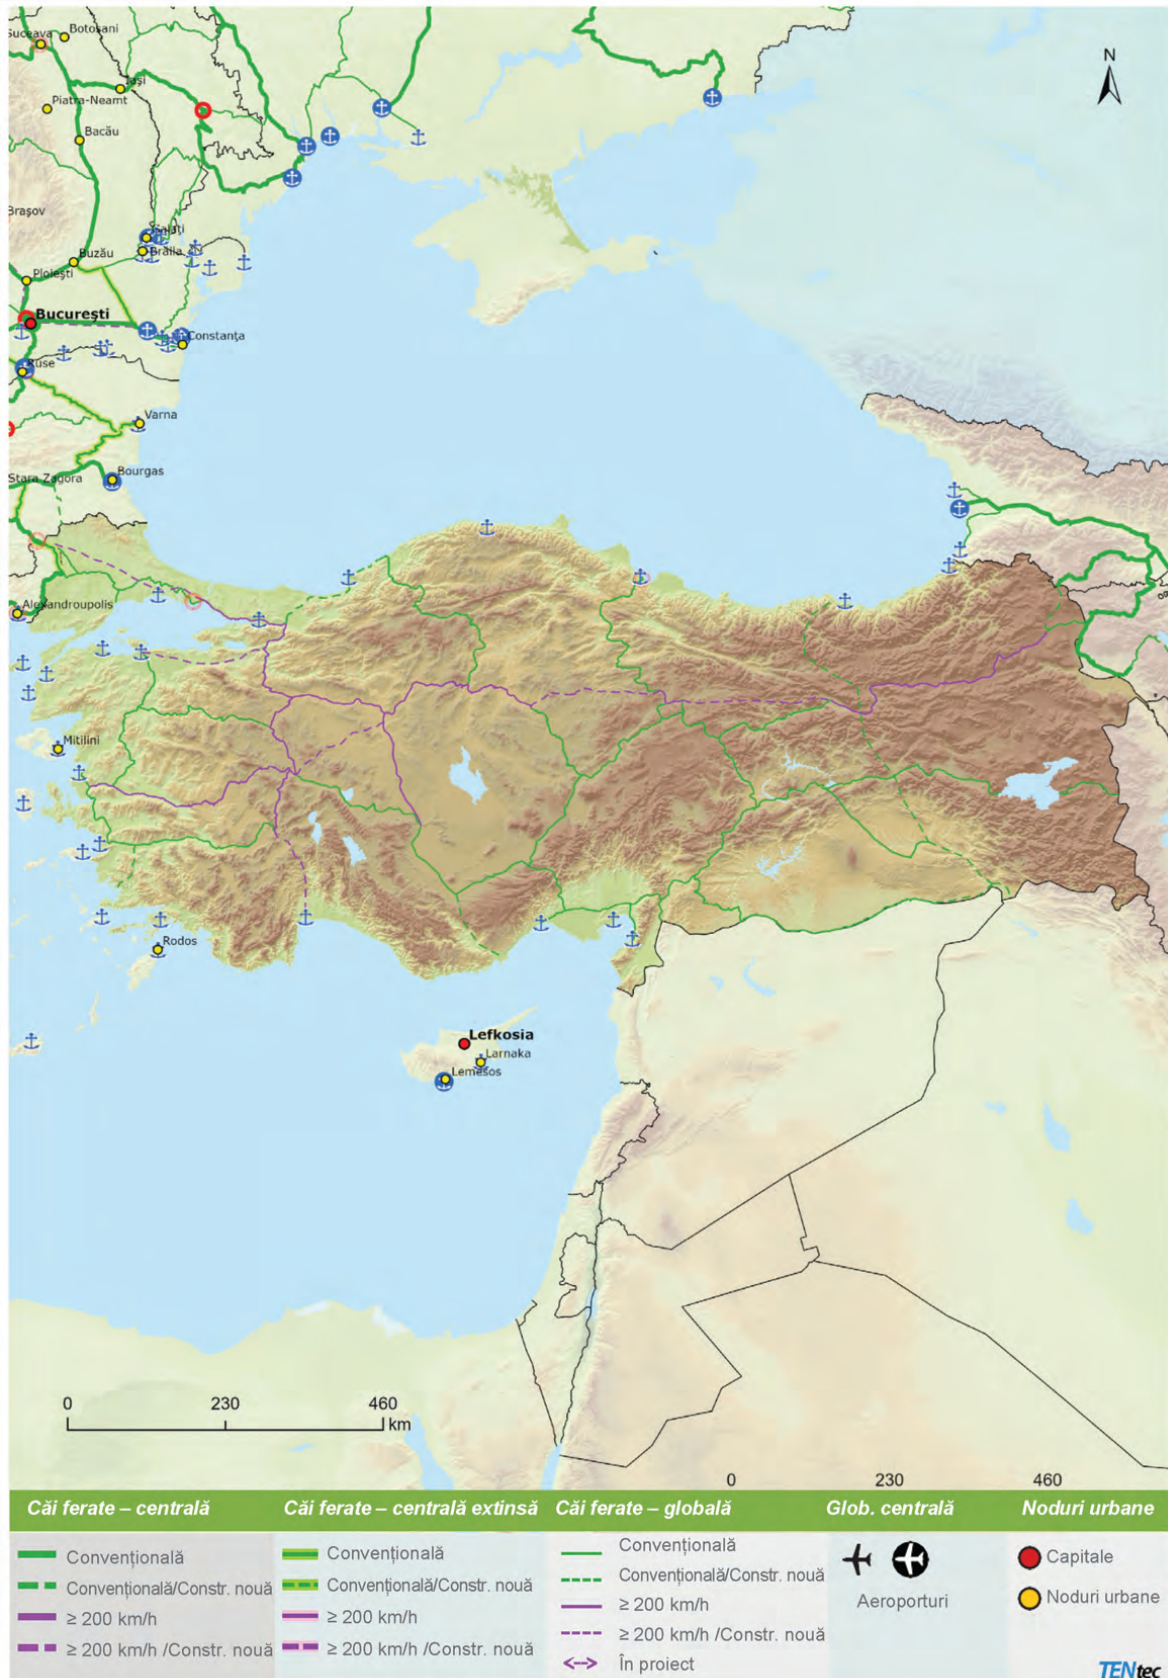 N
Suceava
Botoșani
Iași
Piatra-Neamt
Bacău
Brașov
Galați
Brăila
Buzău
Ploiești
București
Constanța
Ruse
Varna
Stara Zagora
Bourgas
Alexandroupolis
Mitilini
Rodos
Lefkosia
Larnaka
Lemesos
0 230 460
km
0 230 460
Căi ferate – centrală
Convențională
Convențională/Constr. nouă
≥ 200 km/h
≥ 200 km/h /Constr. nouă
Căi ferate – centrală extinsă
Convențională
Convențională/Constr. nouă
≥ 200 km/h
≥ 200 km/h /Constr. nouă
Căi ferate – globală
Convențională
Convențională/Constr. nouă
≥ 200 km/h
≥ 200 km/h /Constr. nouă
În proiect
Glob. centrală
Aeroporturi
Noduri urbane
Capitale
Noduri urbane
TENtec